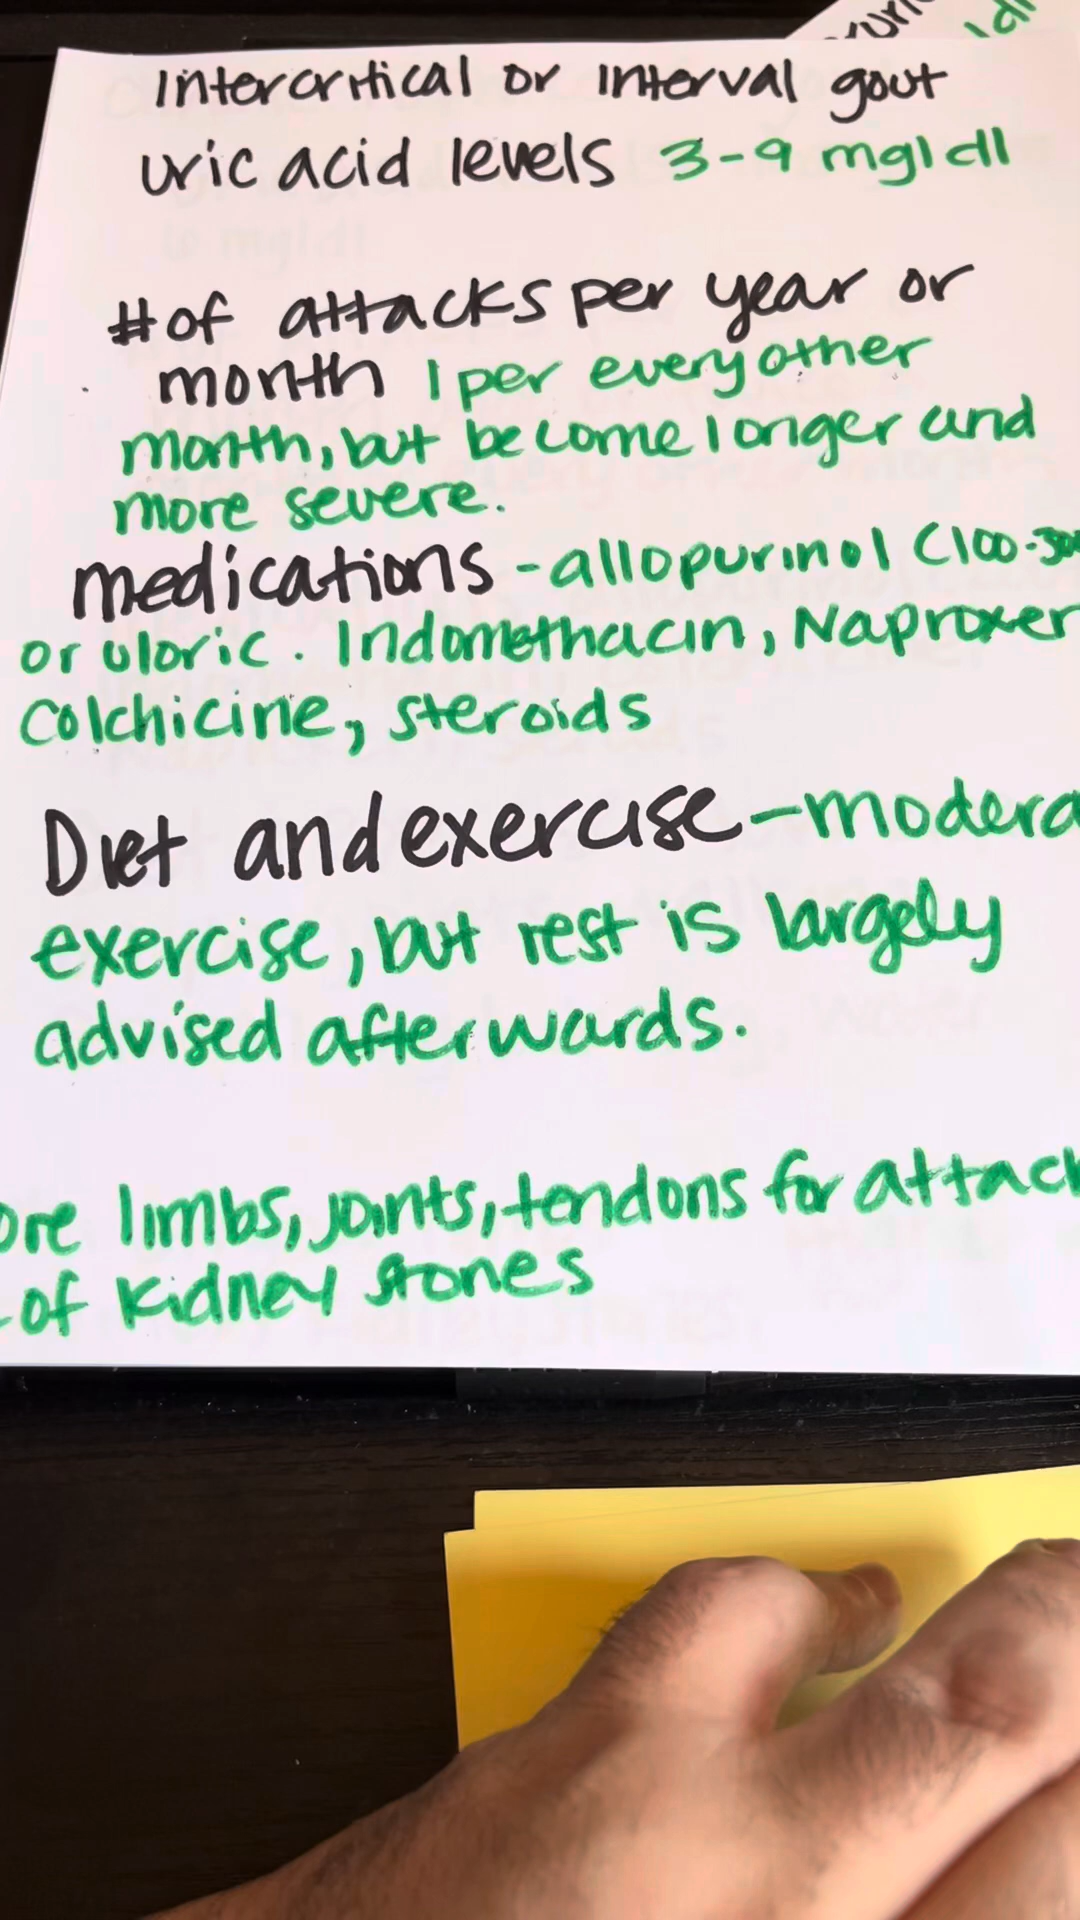 Intercritical or Interval gout
uric acid levels 3-9 mg/dl
# of attacks per year or
month 1 per every other
month, but become longer and
more severe.
medications - allopurinol (100-300
or uloric. Indomethacin, Naproxen
Colchicine, steroids
Diet and exercise - modera
exercise, but rest is largely
advised afterwards.
ore limbs, joints, tendons for attack
of kidney stones